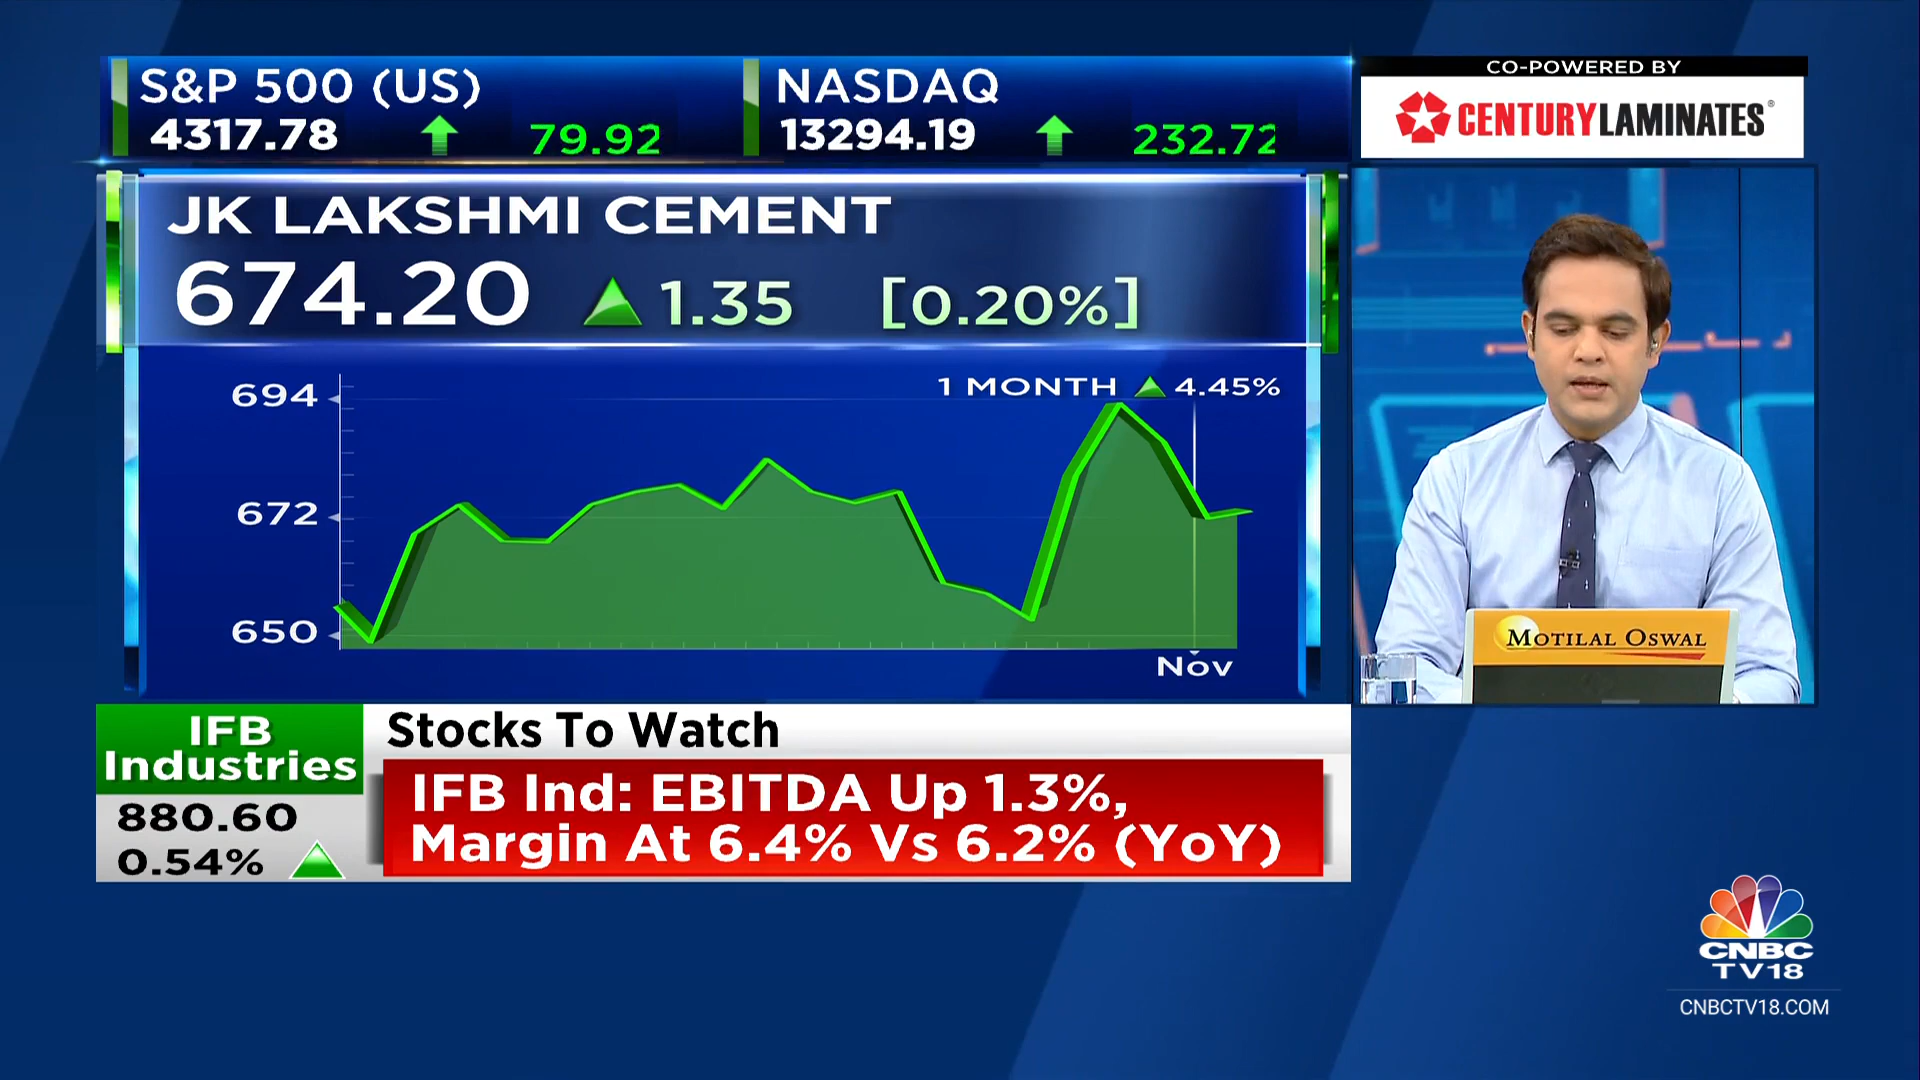 S&P 500 (US)
4317.78 79.92
NASDAQ
13294.19 232.72
CO-POWERED BY
CENTURYLAMINATES®
JK LAKSHMI CEMENT
674.20 1.35 [0.20%]
1 MONTH 4.45%
694
672
650
Nov
MOTILAL OSWAL
IFB
Industries
880.60
0.54%
Stocks To Watch
IFB Ind: EBITDA Up 1.3%,
Margin At 6.4% Vs 6.2% (YoY)
CNBC
TV18
CNBCTV18.COM